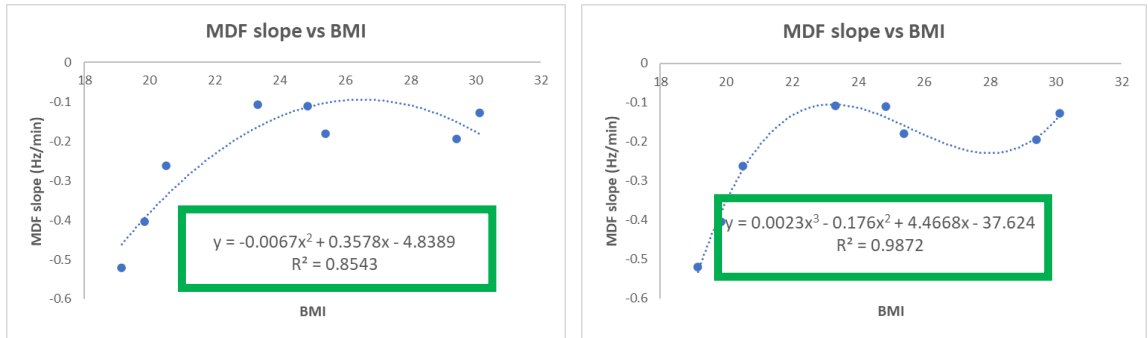 MDF slope vs BMI
0
18 20 22 24 26 28 30 32
-0.1
-0.2
-0.3
-0.4
-0.5
-0.6
MDF slope (Hz/min)
y = -0.0067x² + 0.3578x - 4.8389
R² = 0.8543
BMI
MDF slope vs BMI
0
18 20 22 24 26 28 30 32
-0.1
-0.2
-0.3
-0.4
-0.5
-0.6
MDF slope (Hz/min)
y = 0.0023x³ - 0.176x² + 4.4668x - 37.624
R² = 0.9872
BMI